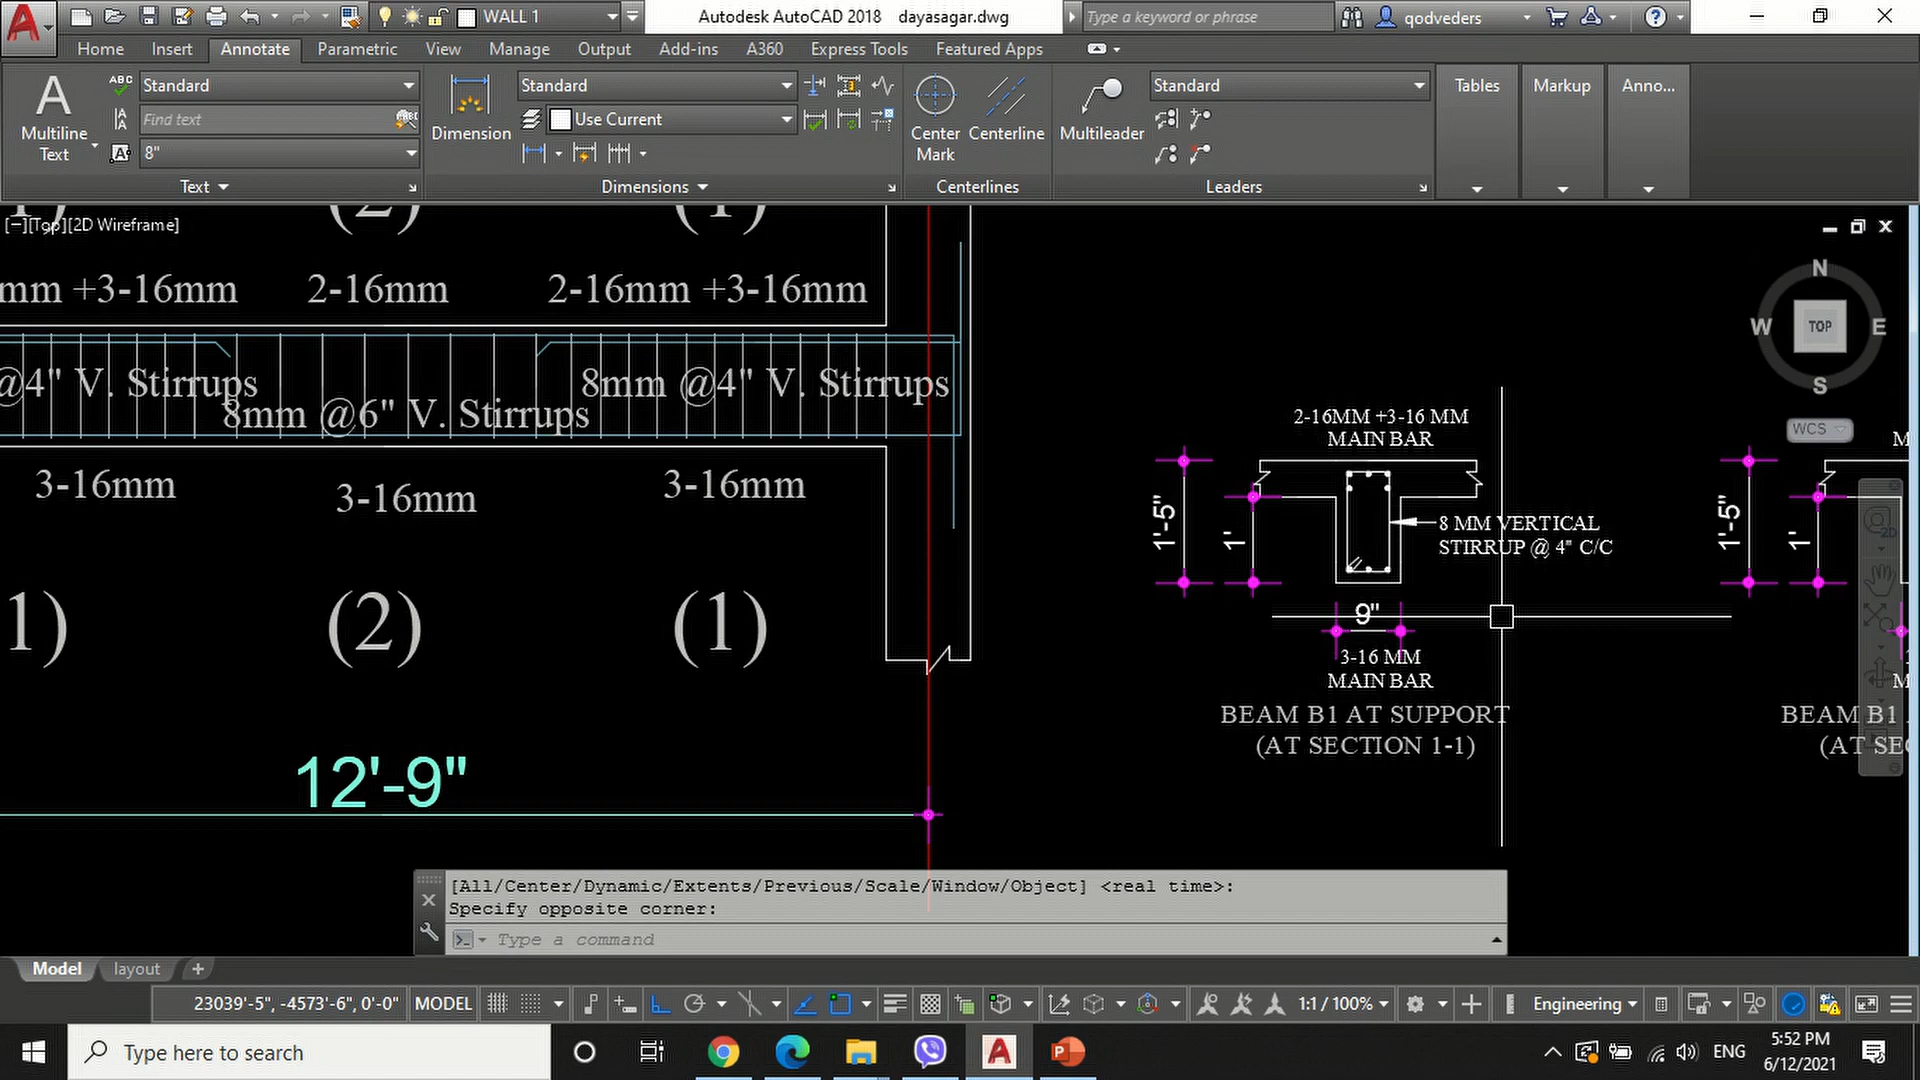 WALL 1
Autodesk AutoCAD 2018 dayasagar.dwg
Type a keyword or phrase
qodveders
Home Insert Annotate Parametric View Manage Output Add-ins A360 Express Tools Featured Apps
A
Multiline
Text
ABC
Standard
Find text
8"
Dimension
Standard
Use Current
Center
Mark
Centerline
Multileader
Standard
Tables
Markup
Anno...
Text
Dimensions
Centerlines
Leaders
[−][Top][2D Wireframe]
(2)
(1)
mm +3-16mm
2-16mm
2-16mm +3-16mm
@4" V. Stirrups
8mm @6" V. Stirrups
8mm @4" V. Stirrups
3-16mm
3-16mm
3-16mm
1)
(2)
(1)
12'-9"
2-16MM +3-16 MM
MAIN BAR
1'-5"
1'
8 MM VERTICAL
STIRRUP @ 4" C/C
9"
3-16 MM
MAIN BAR
BEAM B1 AT SUPPORT
(AT SECTION 1-1)
1'-5"
1'
BEAM B1
(AT SE
N
W
TOP
E
S
WCS
2D
[All/Center/Dynamic/Extents/Previous/Scale/Window/Object] <real time>:
Specify opposite corner:
Type a command
Model
layout
+
23039'-5", -4573'-6", 0'-0"
MODEL
1:1 / 100%
Engineering
Type here to search
ENG
5:52 PM
6/12/2021